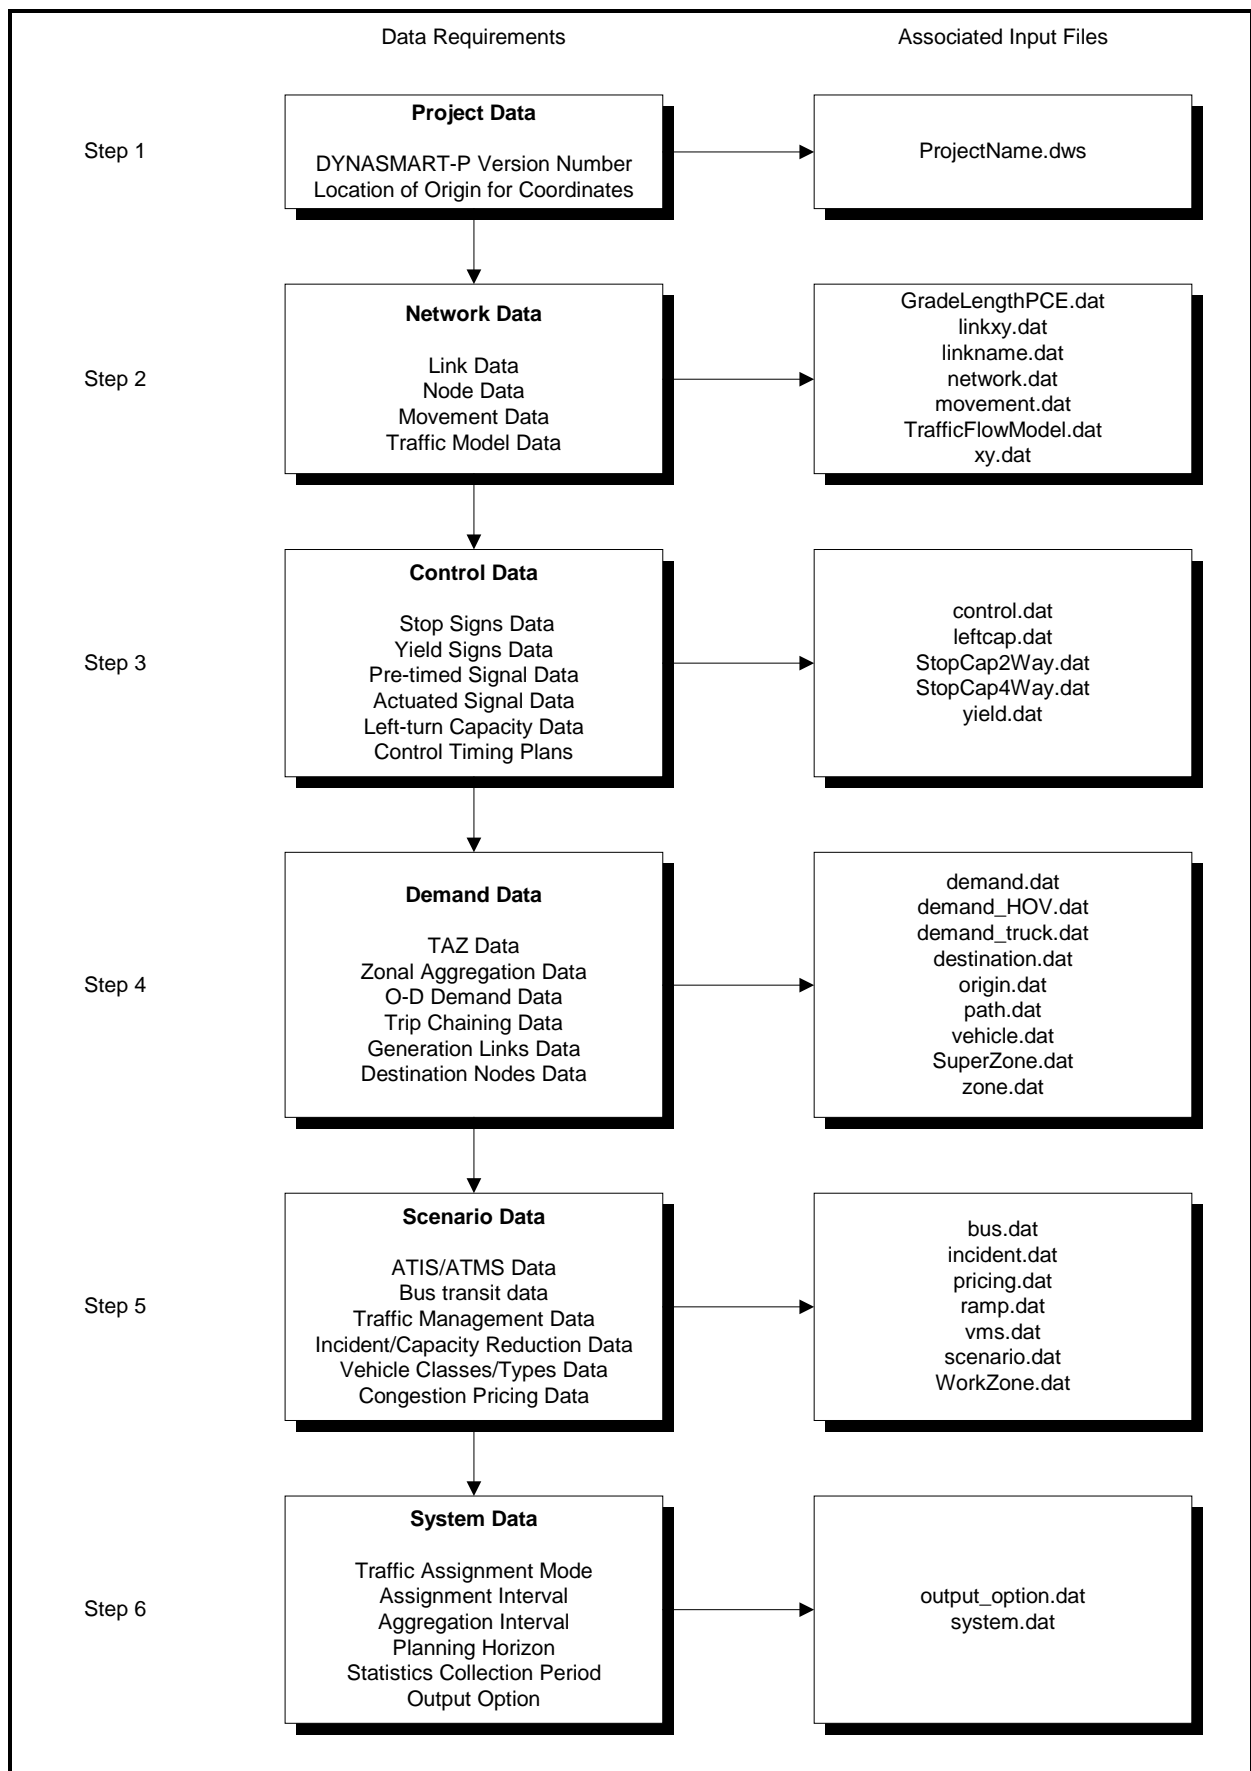 Data Requirements
Associated Input Files
Step 1
Project Data
DYNASMART-P Version Number
Location of Origin for Coordinates
ProjectName.dws
Step 2
Network Data
Link Data
Node Data
Movement Data
Traffic Model Data
GradeLengthPCE.dat
linkxy.dat
linkname.dat
network.dat
movement.dat
TrafficFlowModel.dat
xy.dat
Step 3
Control Data
Stop Signs Data
Yield Signs Data
Pre-timed Signal Data
Actuated Signal Data
Left-turn Capacity Data
Control Timing Plans
control.dat
leftcap.dat
StopCap2Way.dat
StopCap4Way.dat
yield.dat
Step 4
Demand Data
TAZ Data
Zonal Aggregation Data
O-D Demand Data
Trip Chaining Data
Generation Links Data
Destination Nodes Data
demand.dat
demand_HOV.dat
demand_truck.dat
destination.dat
origin.dat
path.dat
vehicle.dat
SuperZone.dat
zone.dat
Step 5
Scenario Data
ATIS/ATMS Data
Bus transit data
Traffic Management Data
Incident/Capacity Reduction Data
Vehicle Classes/Types Data
Congestion Pricing Data
bus.dat
incident.dat
pricing.dat
ramp.dat
vms.dat
scenario.dat
WorkZone.dat
Step 6
System Data
Traffic Assignment Mode
Assignment Interval
Aggregation Interval
Planning Horizon
Statistics Collection Period
Output Option
output_option.dat
system.dat